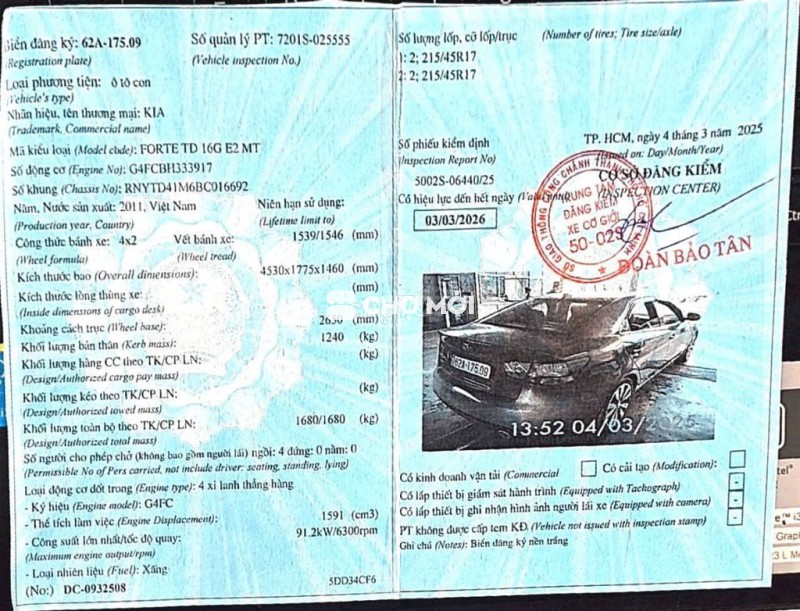 Biển đăng ký: 62A-175.09
(Registration plate)
Số quản lý PT: 7201S-025555
(Vehicle inspection No.)
Loại phương tiện: ô tô con
(Vehicle's type)
Nhãn hiệu, tên thương mại: KIA
(Trademark, Commercial name)
Mã kiểu loại (Model code): FORTE TD 16G E2 MT
Số động cơ (Engine No): G4FCBH333917
Số khung (Chassis No): RNYTD41M6BC016692
Năm, Nước sản xuất: 2011, Việt Nam
(Production year, Country)
Niên hạn sử dụng:
(Lifetime limit to)
Công thức bánh xe: 4x2
(Wheel formula)
Vết bánh xe: 1539/1546 (mm)
(Wheel tread)
Kích thước bao (Overall dimensions): 4530x1775x1460 (mm)
Kích thước lòng thùng xe: (mm)
(Inside dimensions of cargo desk)
Khoảng cách trục (Wheel base): 2650 (mm)
Khối lượng bản thân (Kerb mass): 1240 (kg)
Khối lượng hàng CC theo TK/CP LN: (kg)
(Design/Authorized cargo pay mass)
Khối lượng kéo theo TK/CP LN: (kg)
(Design/Authorized towed mass)
Khối lượng toàn bộ theo TK/CP LN: 1680/1680 (kg)
(Design/Authorized total mass)
Số người cho phép chở (không bao gồm người lái) ngồi: 4 đứng: 0 nằm: 0
(Permissible No of Pers carried, not include driver: seating, standing, lying)
Loại động cơ đốt trong (Engine type): 4 xi lanh thẳng hàng
- Ký hiệu (Engine model): G4FC
- Thể tích làm việc (Engine Displacement): 1591 (cm3)
- Công suất lớn nhất/tốc độ quay: 91.2kW/6300rpm
(Maximum engine output/rpm)
- Loại nhiên liệu (Fuel): Xăng
(No:) DC-0932508
5DD34CF6
Số lượng lốp, cỡ lốp/trục (Number of tires; Tire size/axle)
1: 2; 215/45R17
2: 2; 215/45R17
Số phiếu kiểm định
(Inspection Report No)
5002S-06440/25
TP. HCM, ngày 4 tháng 3 năm 2025
(Issued on: Day/Month/Year)
CƠ SỞ ĐĂNG KIỂM
(INSPECTION CENTER)
Có hiệu lực đến hết ngày
03/03/2026
TRUNG TÂM
ĐĂNG KIỂM
XE CƠ GIỚI
ĐOÀN BẢO TÂN
CHỢ MỚI
62A-175.09
13:52 04/03/2025
Có kinh doanh vận tải (Commercial
Có cải tạo (Modification):
Có lắp thiết bị giám sát hành trình (Equipped with Tachograph) -
Có lắp thiết bị ghi nhận hình ảnh người lái xe (Equipped with camera) -
PT không được cấp tem KĐ (Vehicle not issued with inspection stamp) -
Ghi chú (Notes): Biển đăng ký nền trắng